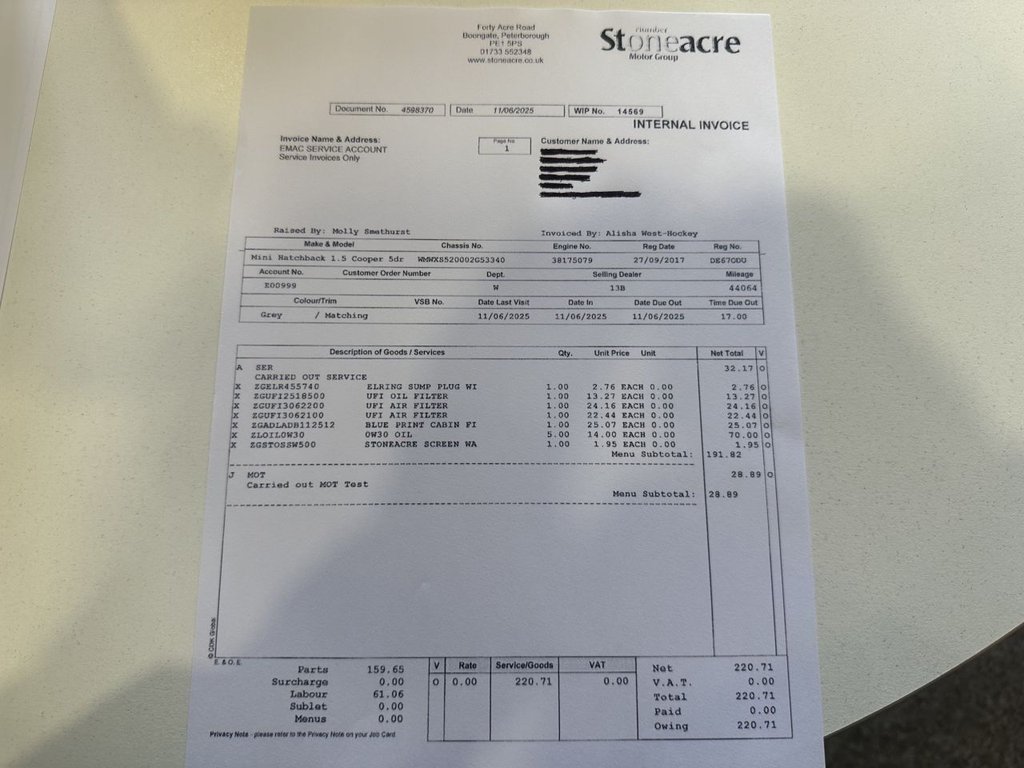 Forty Acre Road
Boongate, Peterborough
PE1 5PS
01733 552348
www.stoneacre.co.uk
number
Stoneacre
Motor Group
Document No. 4598370 Date 11/06/2025 WIP No. 14569
INTERNAL INVOICE
Invoice Name & Address:
EMAC SERVICE ACCOUNT
Service Invoices Only
Page No
1
Customer Name & Address:
Raised By: Molly Smethurst Invoiced By: Alisha West-Hockey
Make & Model Chassis No. Engine No. Reg Date Reg No.
Mini Hatchback 1.5 Cooper 5dr WMWXS520002G53340 38175079 27/09/2017 DE67GDU
Account No. Customer Order Number Dept. Selling Dealer Mileage
E00999 W 13B 44064
Colour/Trim VSB No. Date Last Visit Date In Date Due Out Time Due Out
Grey / Matching 11/06/2025 11/06/2025 11/06/2025 17.00
Description of Goods / Services Qty. Unit Price Unit Net Total V
A SER 32.17 0
CARRIED OUT SERVICE
X ZGELR455740 ELRING SUMP PLUG WI 1.00 2.76 EACH 0.00 2.76 0
X ZGUFI2518500 UFI OIL FILTER 1.00 13.27 EACH 0.00 13.27 0
X ZGUFI3062200 UFI AIR FILTER 1.00 24.16 EACH 0.00 24.16 0
X ZGUFI3062100 UFI AIR FILTER 1.00 22.44 EACH 0.00 22.44 0
X ZGADLADB112512 BLUE PRINT CABIN FI 1.00 25.07 EACH 0.00 25.07 0
X ZLOIL0W30 0W30 OIL 5.00 14.00 EACH 0.00 70.00 0
X ZGSTOSSW500 STONEACRE SCREEN WA 1.00 1.95 EACH 0.00 1.95 0
Menu Subtotal: 191.82
J MOT 28.89 0
Carried out MOT Test
Menu Subtotal: 28.89
© CDK Global
E. & O. E.
Parts 159.65
Surcharge 0.00
Labour 61.06
Sublet 0.00
Menus 0.00
V Rate Service/Goods VAT
0 0.00 220.71 0.00
Net 220.71
V.A.T. 0.00
Total 220.71
Paid 0.00
Owing 220.71
Privacy Note - please refer to the Privacy Note on your Job Card